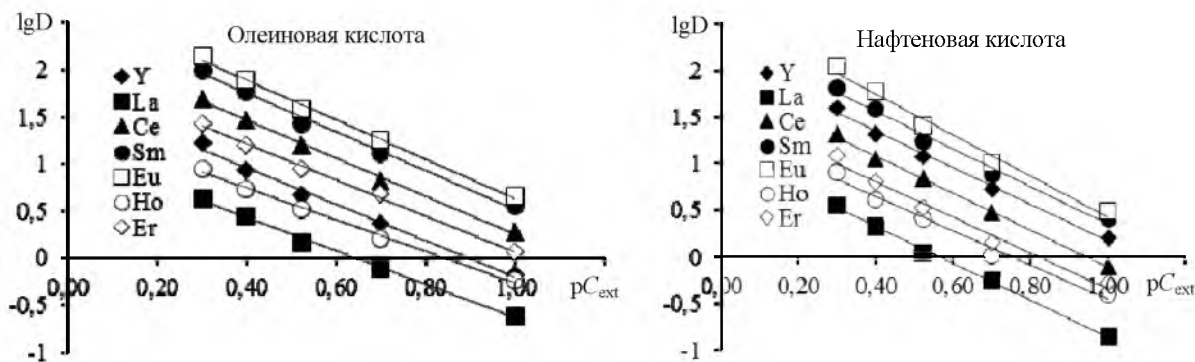 lgD
Олеиновая кислота
2
1,5
1
0,5
0
-0,5
-1
Y
La
Ce
Sm
Eu
Ho
Er
0,00 0,20 0,40 0,60 0,80 1,00 pCext
lgD
Нафтеновая кислота
2
1,5
1
0,5
0
-0,5
-1
Y
La
Ce
Sm
Eu
Ho
Er
0,00 0,20 0,40 0,60 0,80 1,00 pCext